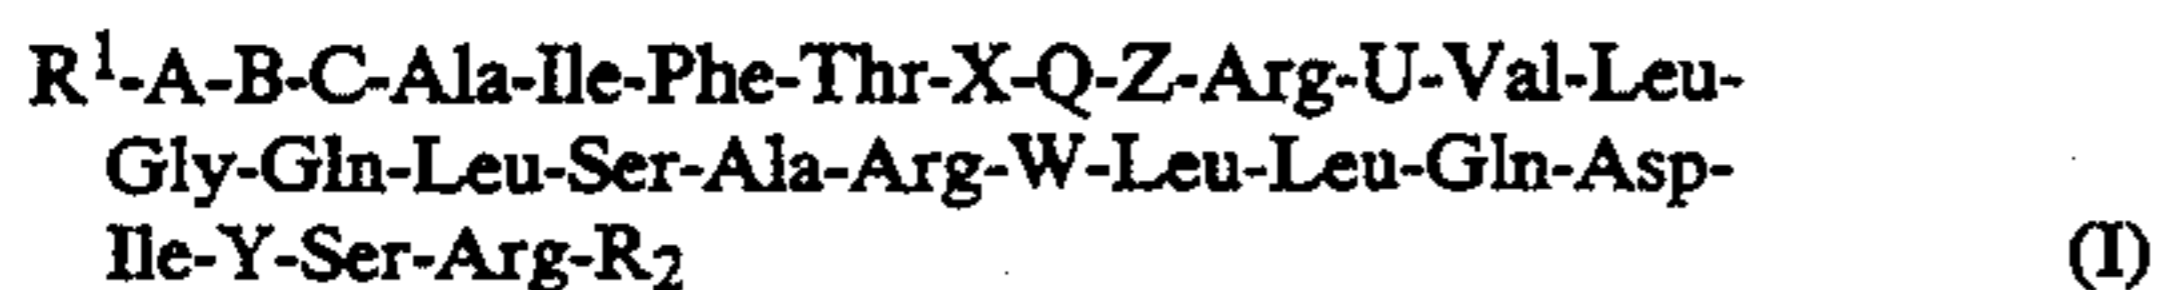 R¹-A-B-C-Ala-Ile-Phe-Thr-X-Q-Z-Arg-U-Val-Leu-
Gly-Gln-Leu-Ser-Ala-Arg-W-Leu-Leu-Gln-Asp-
Ile-Y-Ser-Arg-R₂ (I)